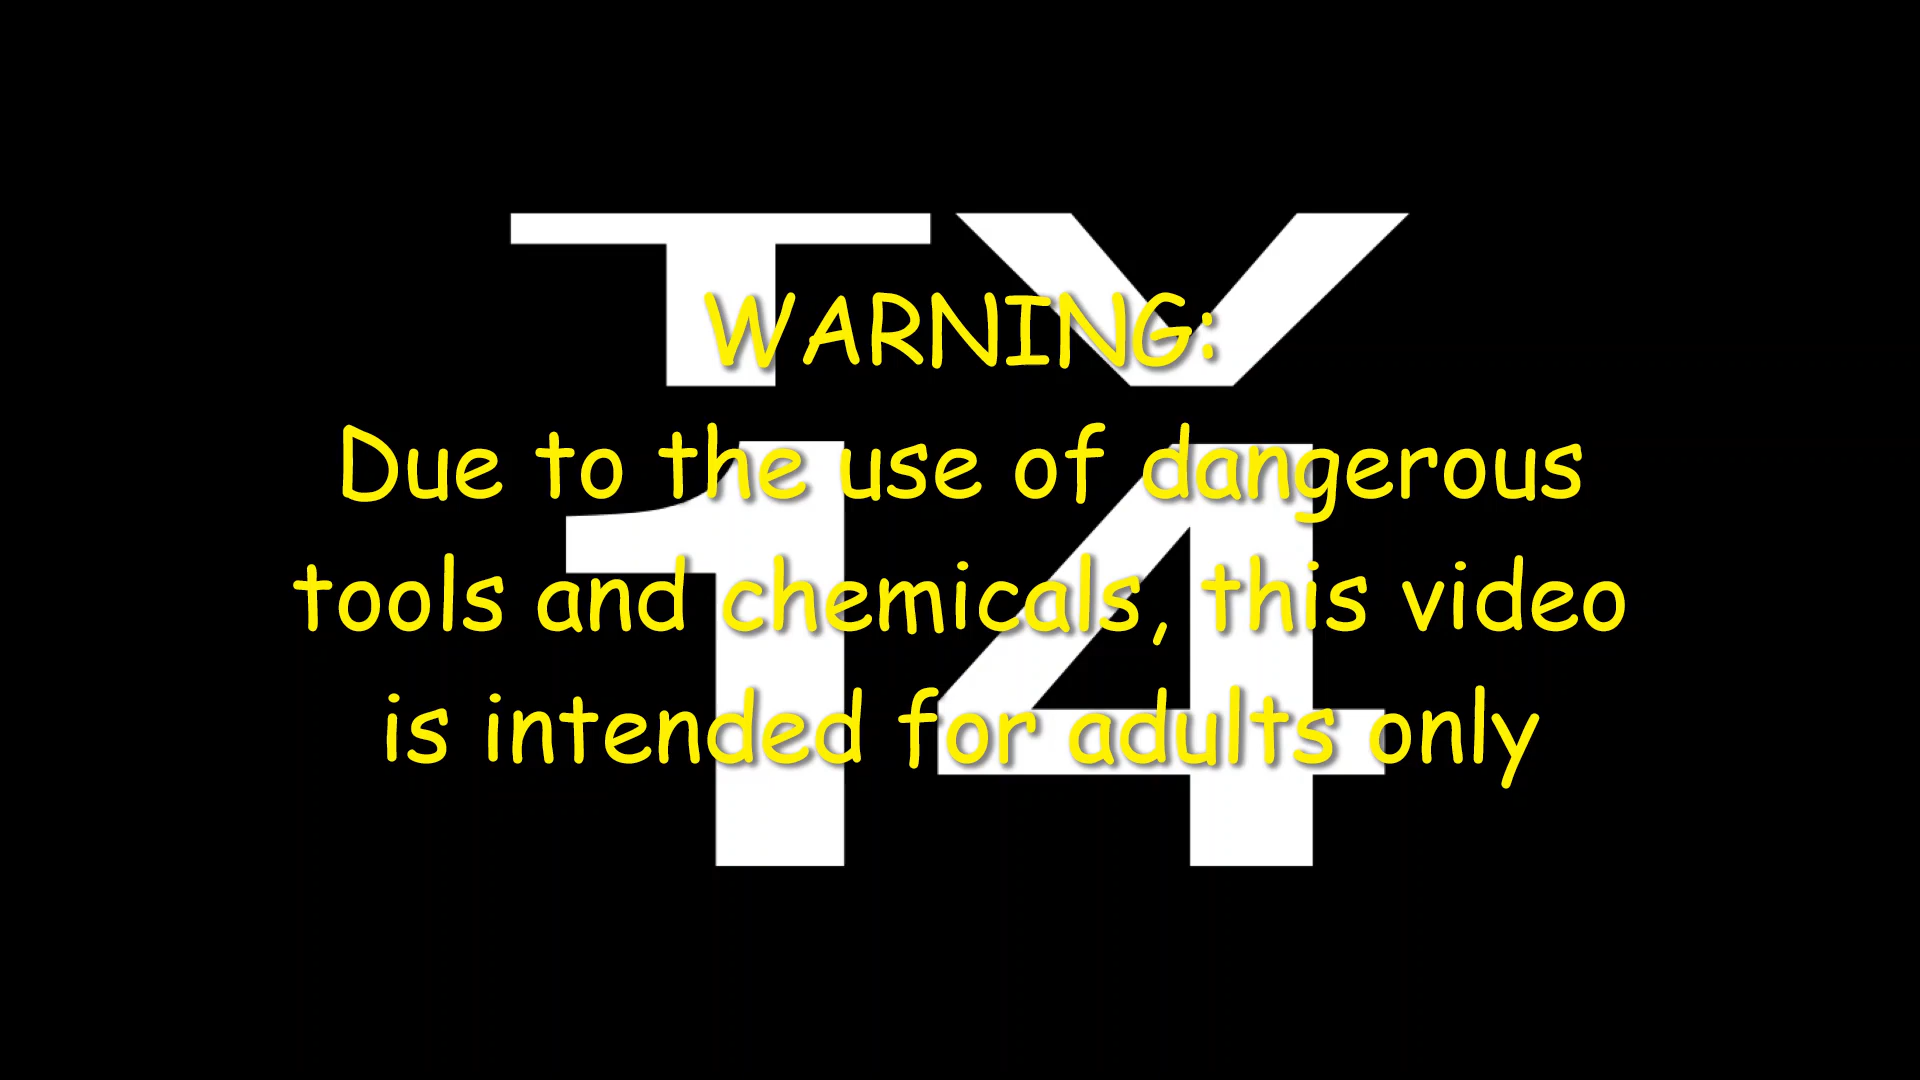 TV
14
WARNING:
Due to the use of dangerous
tools and chemicals, this video
is intended for adults only